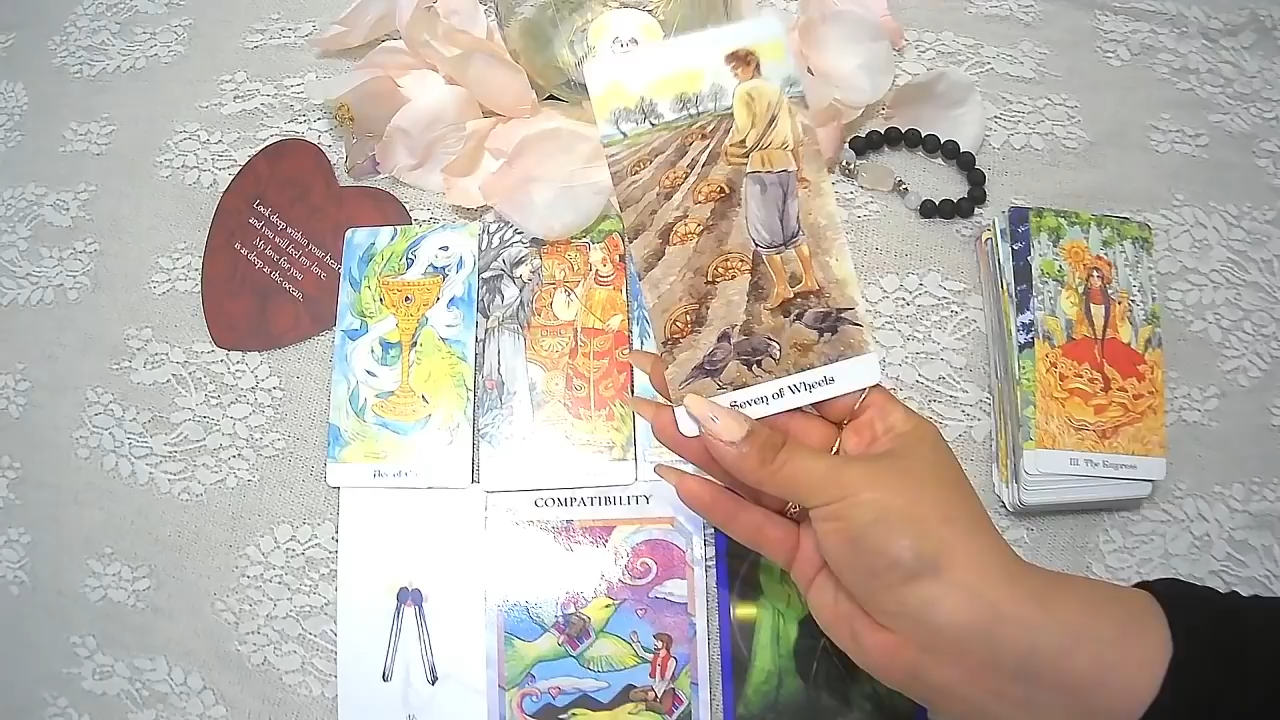 Look deep within your heart
and you will feel my love.
My love for you
is as deep as the ocean.
Seven of Wheels
III. The Empress
COMPATIBILITY